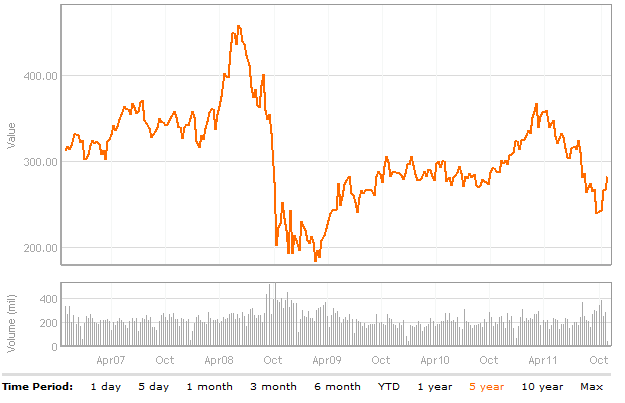 400.00
300.00
200.00
Value
400
200
0
Volume (mil)
Apr07 Oct Apr08 Oct Apr09 Oct Apr10 Oct Apr11 Oct
Time Period: 1 day 5 day 1 month 3 month 6 month YTD 1 year 5 year 10 year Max